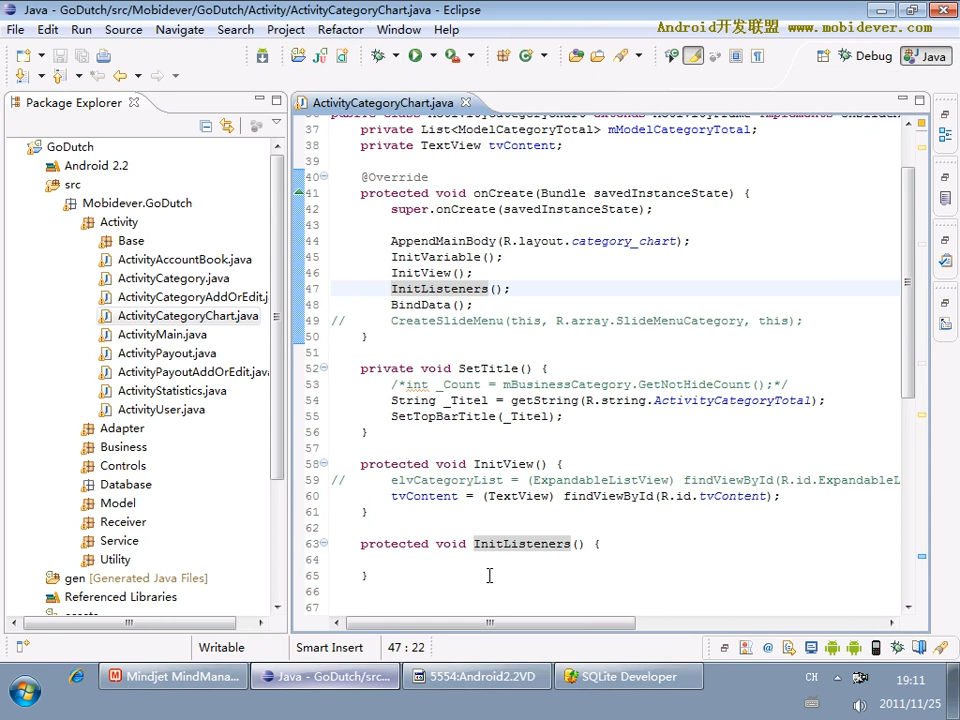 Java - GoDutch/src/Mobidever/GoDutch/Activity/ActivityCategoryChart.java - Eclipse
File Edit Source Navigate Search Project Refactor Window Help
Android开发联盟 www.mobidever.com
Debug Java
Package Explorer
ActivityCategoryChart.java
GoDutch
Android 2.2
src
Mobidever.GoDutch
Activity
Base
ActivityAccountBook.java
ActivityCategory.java
ActivityCategoryAddOrEdit.j
ActivityCategoryChart.java
ActivityMain.java
ActivityPayout.java
ActivityPayoutAddOrEdit.java
ActivityStatistics.java
ActivityUser.java
Adapter
Business
Controls
Database
Model
Receiver
Service
Utility
gen [Generated Java Files]
Referenced Libraries
37 private List<ModelCategoryTotal> mModelCategoryTotal;
38 private TextView tvContent;
39
40 @Override
41 protected void onCreate(Bundle savedInstanceState) {
42 super.onCreate(savedInstanceState);
43
44 AppendMainBody(R.layout.category_chart);
45 InitVariable();
46 InitView();
47 InitListeners();
48 BindData();
49 // CreateSlideMenu(this, R.array.SlideMenuCategory, this);
50 }
51
52 private void SetTitle() {
53 /*int _Count = mBusinessCategory.GetNotHideCount();*/
54 String _Titel = getString(R.string.ActivityCategoryTotal);
55 SetTopBarTitle(_Titel);
56 }
57
58 protected void InitView() {
59 // elvCategoryList = (ExpandableListView) findViewById(R.id.ExpandableL
60 tvContent = (TextView) findViewById(R.id.tvContent);
61 }
62
63 protected void InitListeners() {
64
65 }
66
67
Writable Smart Insert 47 : 22
Mindjet MindMana... Java - GoDutch/src... 5554:Android2.2VD SQLite Developer
CH 19:11
2011/11/25